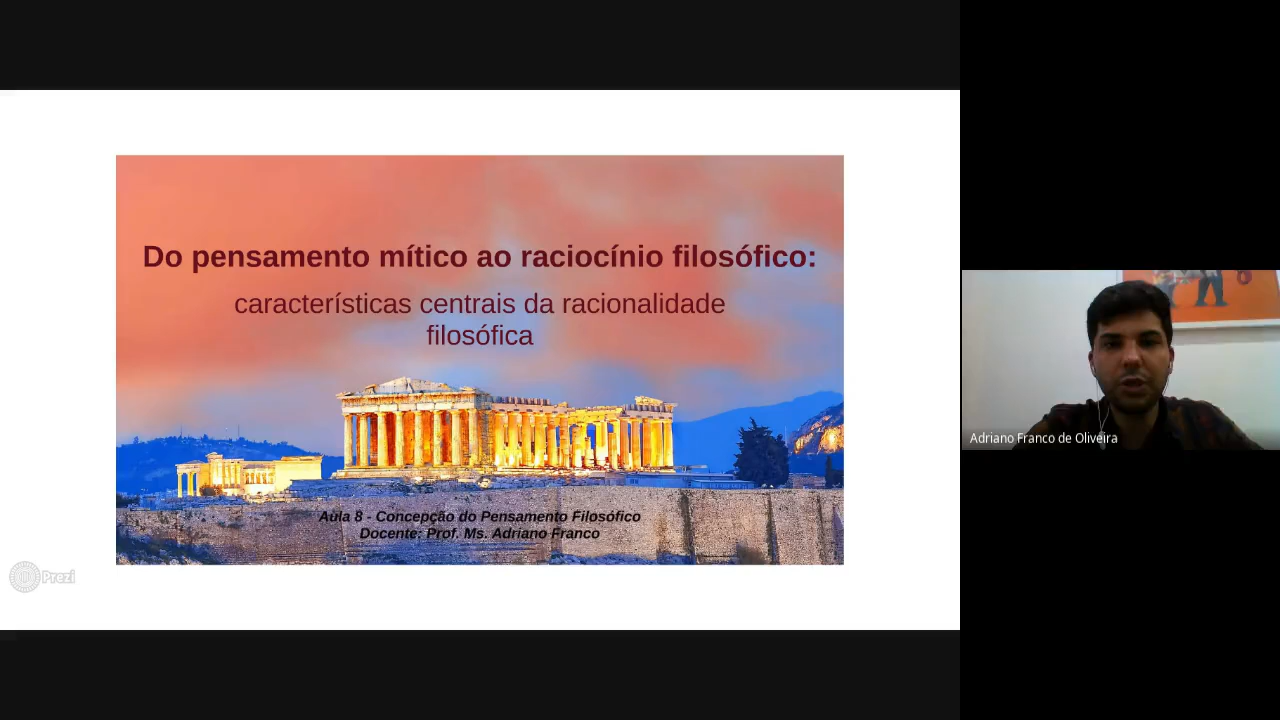 Do pensamento mítico ao raciocínio filosófico:
características centrais da racionalidade
filosófica
Aula 8 - Concepção do Pensamento Filosófico
Docente: Prof. Ms. Adriano Franco
Prezi
Adriano Franco de Oliveira